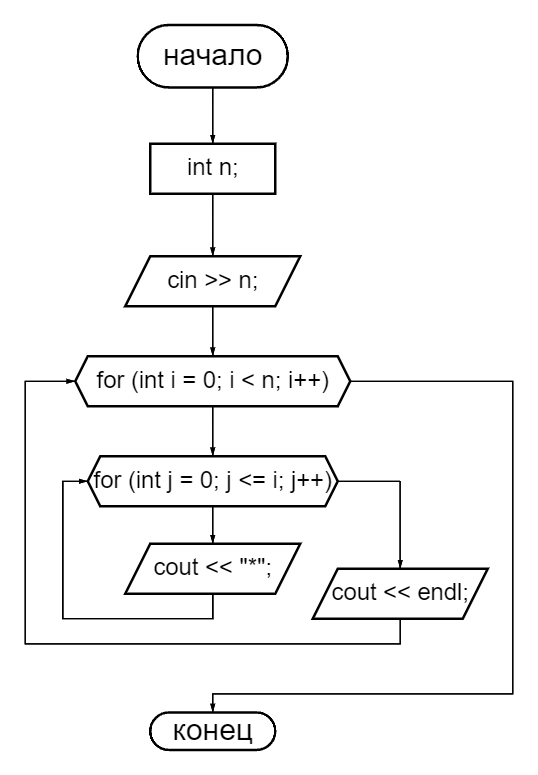 начало
int n;
cin >> n;
for (int i = 0; i < n; i++)
for (int j = 0; j <= i; j++)
cout << "*";
cout << endl;
конец